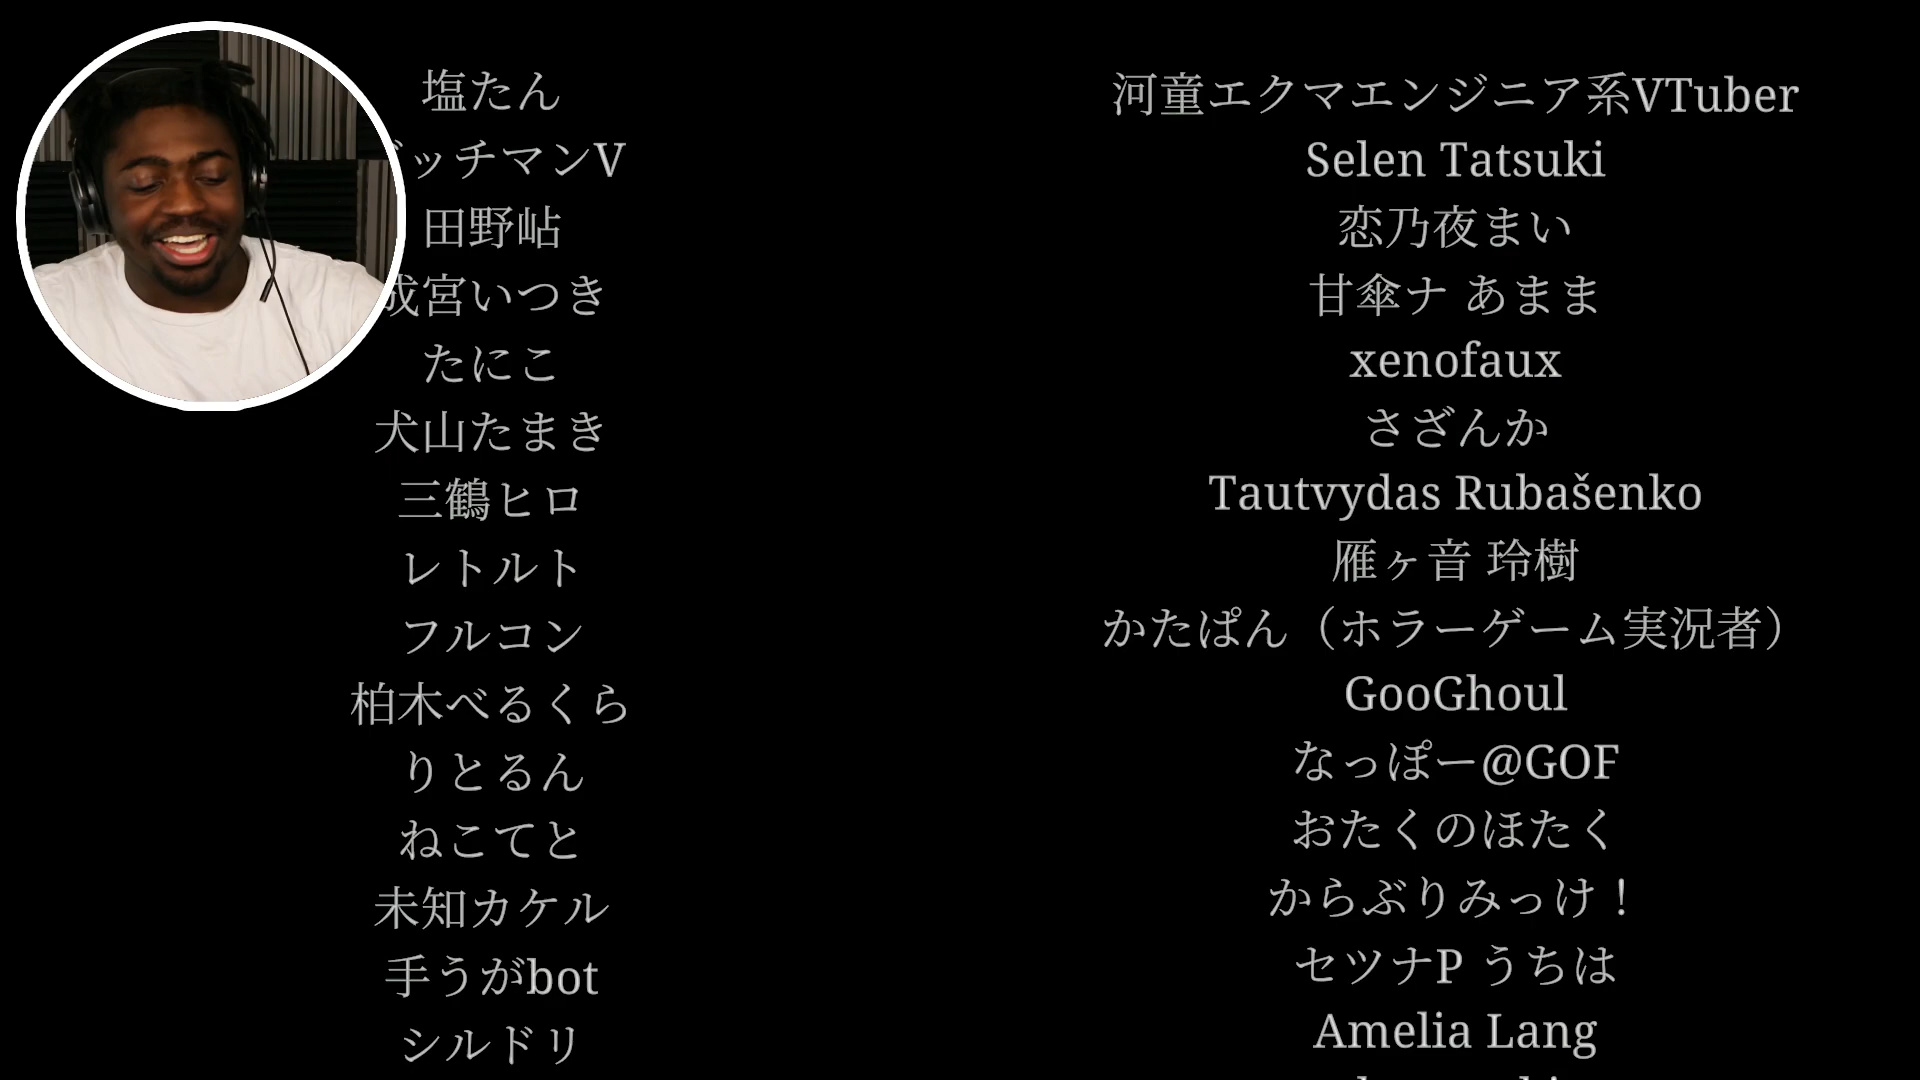 塩たん
ッチマンV
田野岾
成宮いつき
たにこ
犬山たまき
三鶴ヒロ
レトルト
フルコン
柏木べるくら
りとるん
ねこてと
未知カケル
手うがbot
シルドリ
河童エクマエンジニア系VTuber
Selen Tatsuki
恋乃夜まい
甘傘ナ あまま
xenofaux
さざんか
Tautvydas Rubašenko
雁ヶ音 玲樹
かたぱん（ホラーゲーム実況者）
GooGhoul
なっぽー@GOF
おたくのほたく
からぶりみっけ！
セツナP うちは
Amelia Lang